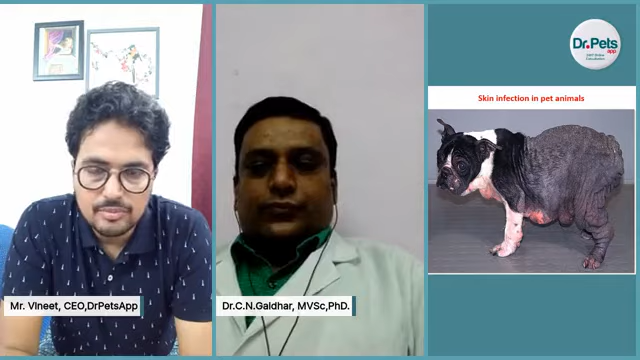 Dr.Pets
app
Skin infection in pet animals
Mr. Vineet, CEO,DrPetsApp
Dr.C.N.Galdhar, MVSc,PhD.